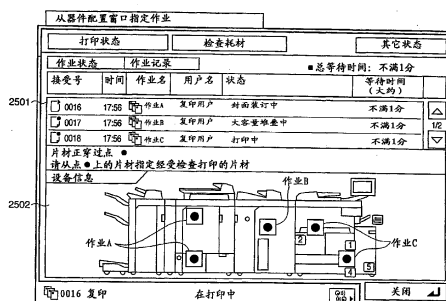 从器件配置窗口指定作业
打印状态 检查耗材 其它状态
作业状态 作业记录 ■总等待时间: 不满1分
接受号 时间 作业名 用户名 状态 等待时间(大约)
0016 17:56 作业A 复印用户 封面装订中 不满1分
0017 17:56 作业B 复印用户 大容量堆叠中 不满1分
0018 17:56 作业C 复印用户 打印中 不满1分
1/2
2501
片材正穿过点 ●
请从点●上的片材指定经受检查打印的片材
设备信息
2502
作业B
作业A
作业C
2
1
4
5
0016 复印 在打印中 关闭